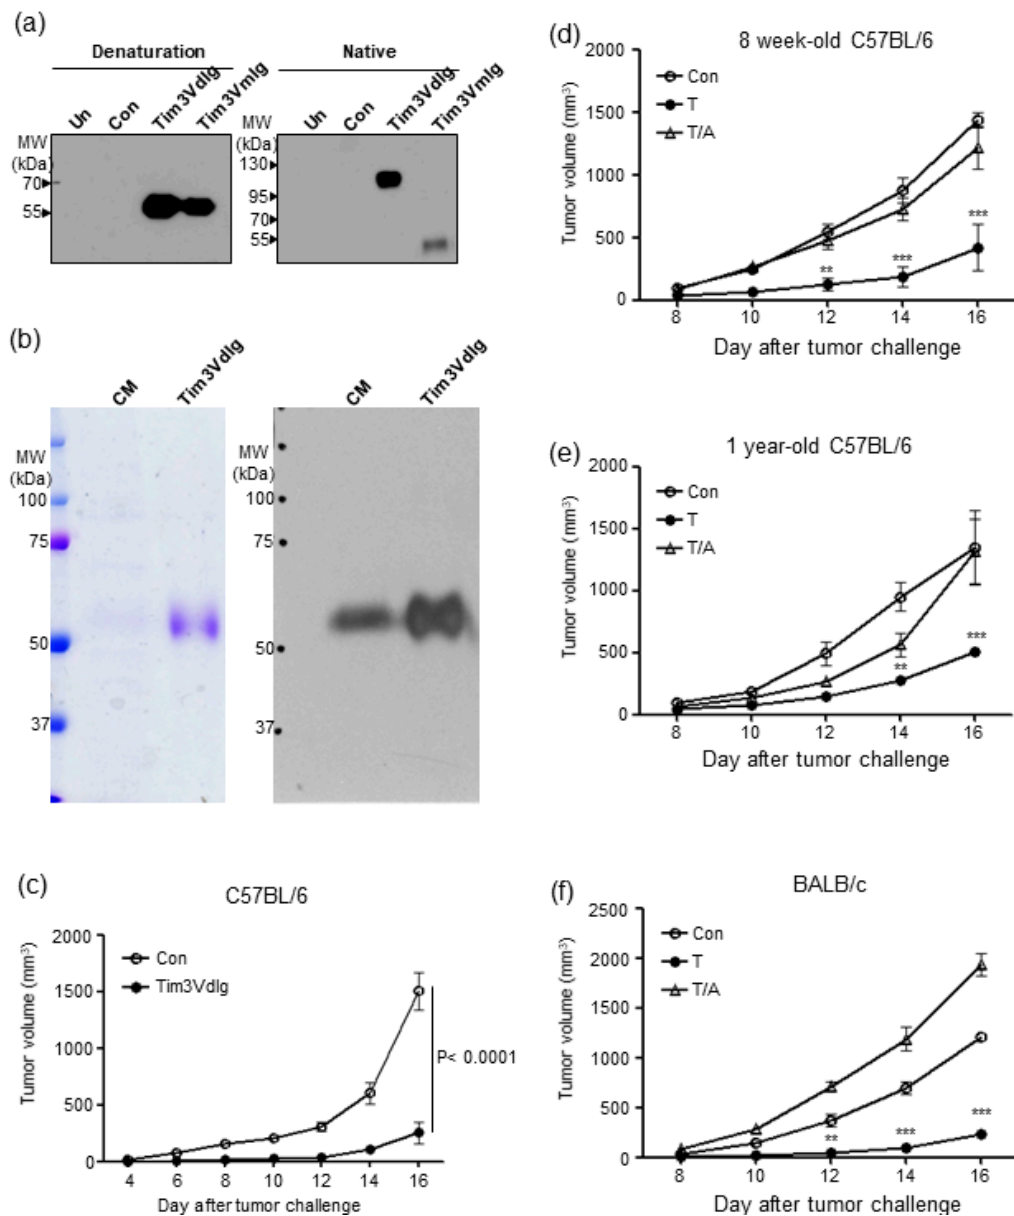 (a)
Denaturation
Un Con Tim3VdIg Tim3VmIg
MW
(kDa)
70
55
Native
Un Con Tim3VdIg Tim3VmIg
MW
(kDa)
130
95
70
55
(b)
CM Tim3VdIg
MW
(kDa)
100
75
50
37
CM Tim3VdIg
MW
(kDa)
100
75
50
37
(c)
C57BL/6
Tumor volume (mm³)
2000
1500
1000
500
0
Con
Tim3VdIg
P< 0.0001
4 6 8 10 12 14 16
Day after tumor challenge
(d)
8 week-old C57BL/6
Tumor volume (mm³)
2000
1500
1000
500
0
Con
T
T/A
** *** ***
8 10 12 14 16
Day after tumor challenge
(e)
1 year-old C57BL/6
Tumor volume (mm³)
2000
1500
1000
500
0
Con
T
T/A
** ***
8 10 12 14 16
Day after tumor challenge
(f)
BALB/c
Tumor volume (mm³)
2500
2000
1500
1000
500
0
Con
T
T/A
** *** ***
8 10 12 14 16
Day after tumor challenge